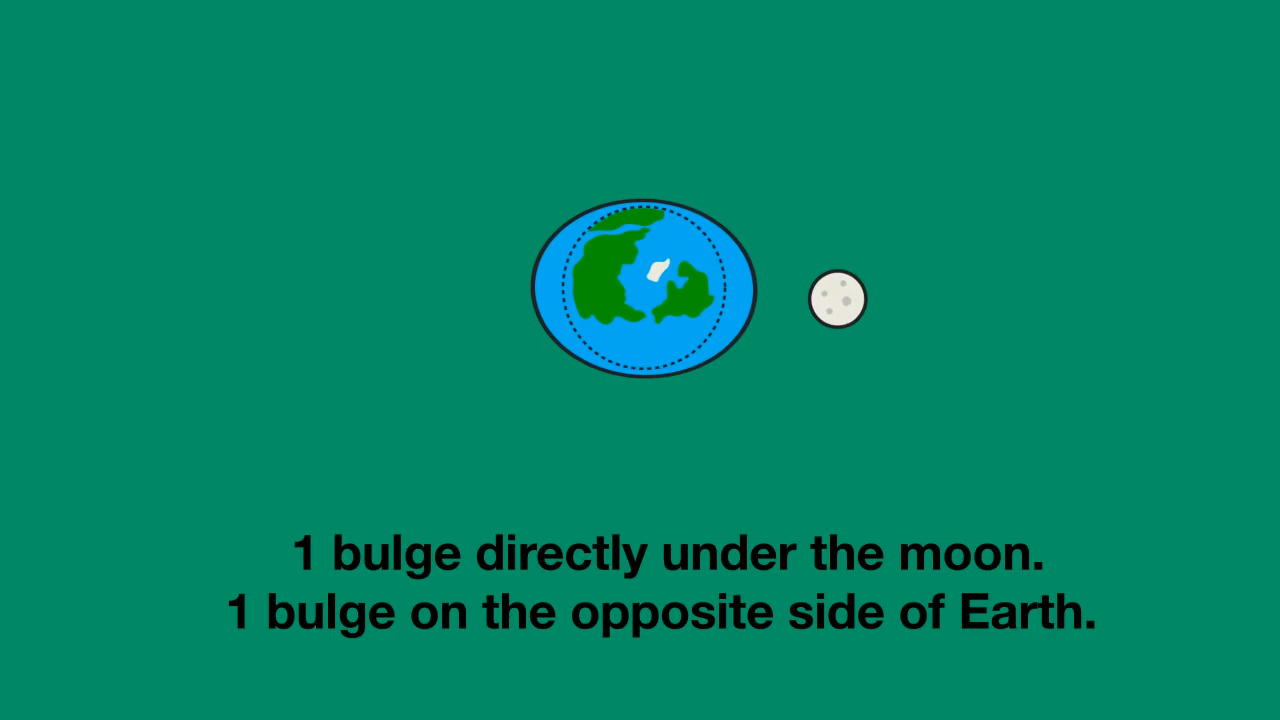 1 bulge directly under the moon.
1 bulge on the opposite side of Earth.